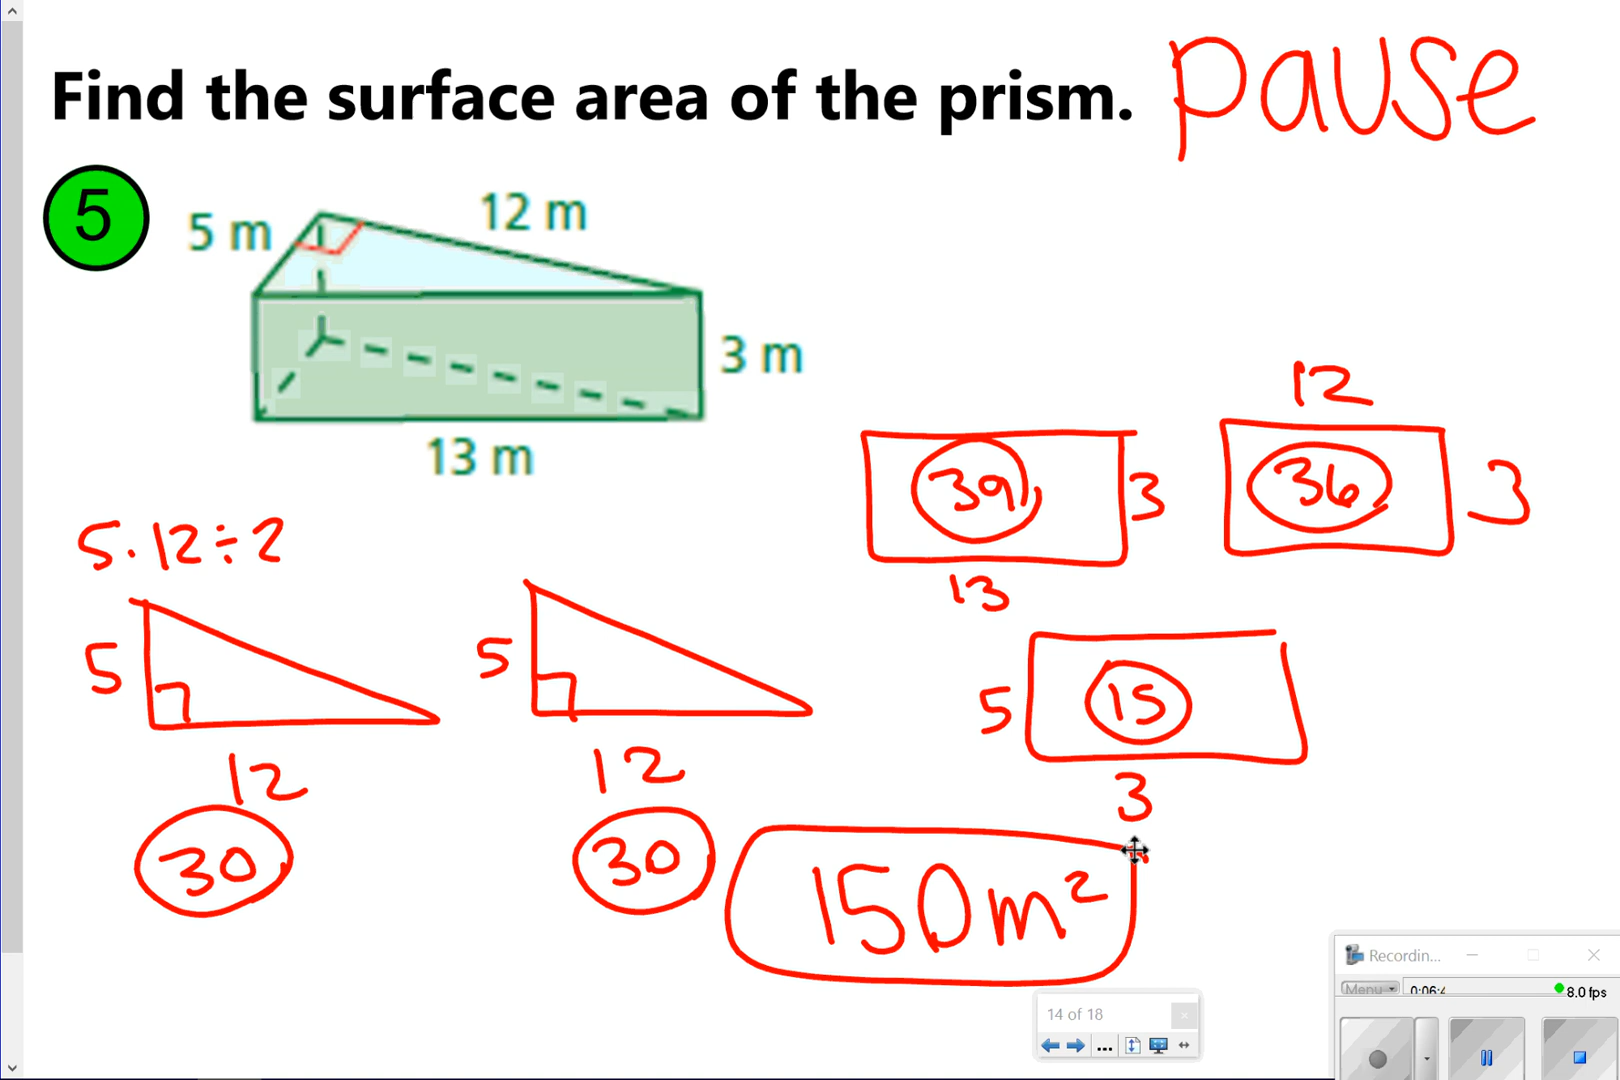 Find the surface area of the prism. pause
5
5 m
12 m
3 m
13 m
12
39
3
36
3
13
5·12÷2
5
12
30
5
12
30
5
15
3
150m²
Recordin...
Menu
8.0 fps
14 of 18
...